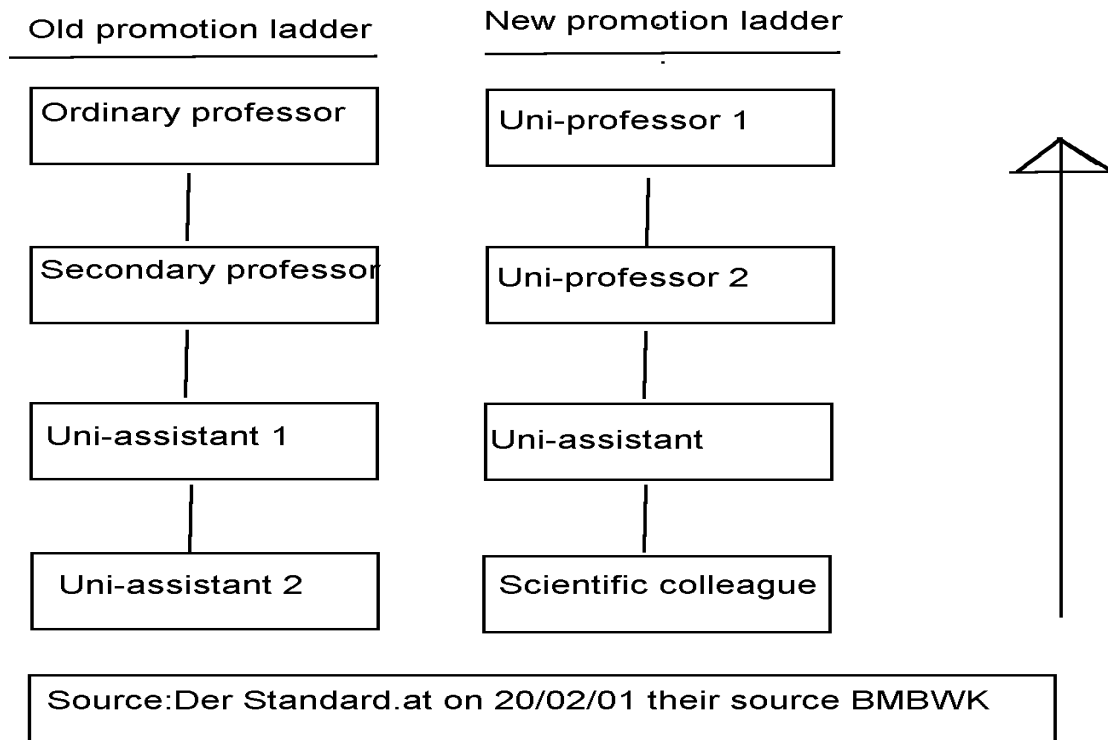 Old promotion ladder
New promotion ladder
Ordinary professor
Uni-professor 1
Secondary professor
Uni-professor 2
Uni-assistant 1
Uni-assistant
Uni-assistant 2
Scientific colleague
Source:Der Standard.at on 20/02/01 their source BMBWK